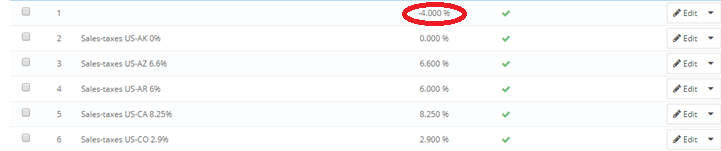 1 -4.000 % Edit
2 Sales-taxes US-AK 0% 0.000 % Edit
3 Sales-taxes US-AZ 6.6% 6.600 % Edit
4 Sales-taxes US-AR 6% 6.000 % Edit
5 Sales-taxes US-CA 8.25% 8.250 % Edit
6 Sales-taxes US-CO 2.9% 2.900 % Edit